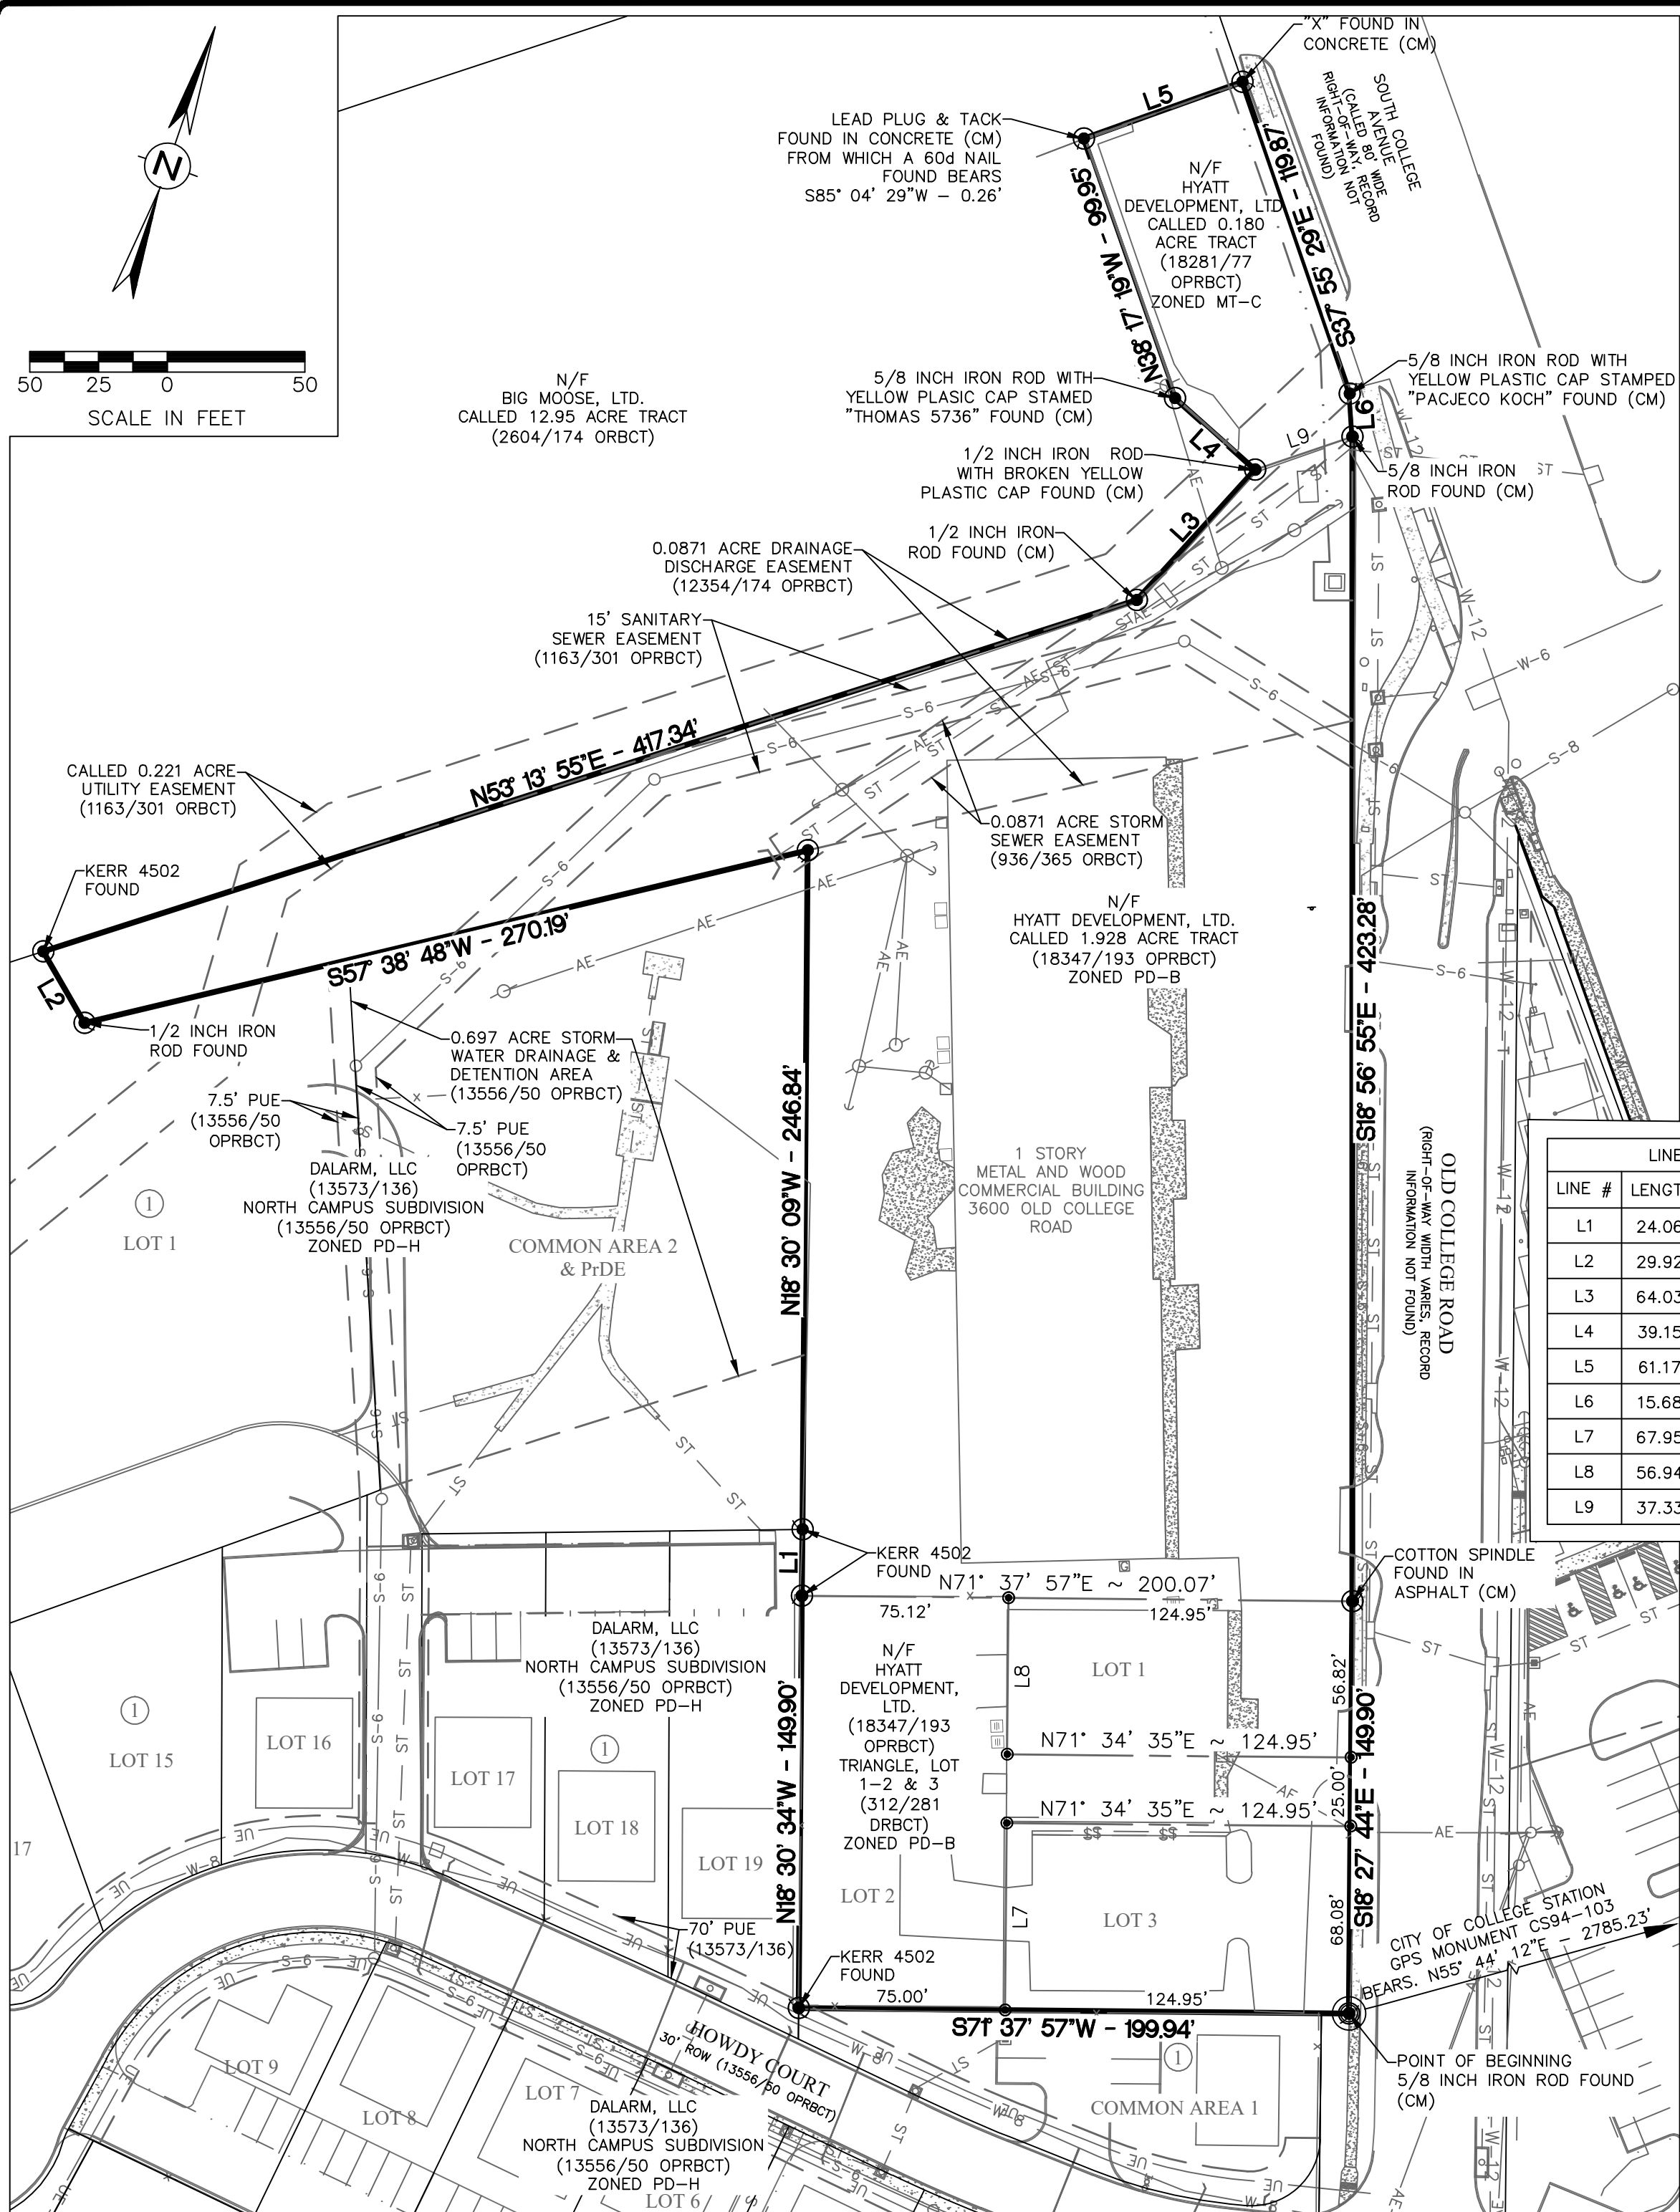 "X" FOUND IN
CONCRETE (CM)
N
50 25 0 50
SCALE IN FEET
SOUTH COLLEGE
AVENUE
(CALLED 80' WIDE
RIGHT-OF-WAY, RECORD
INFORMATION NOT
FOUND)
L5
LEAD PLUG & TACK
FOUND IN CONCRETE (CM)
FROM WHICH A 60d NAIL
FOUND BEARS
S85° 04' 29"W – 0.26'
N/F
HYATT
DEVELOPMENT, LTD
CALLED 0.180
ACRE TRACT
(18281/77
OPRBCT)
ZONED MT-C
S37° 55' 29"E - 119.87'
N38° 17' 19"W - 99.95'
N/F
BIG MOOSE, LTD.
CALLED 12.95 ACRE TRACT
(2604/174 ORBCT)
5/8 INCH IRON ROD WITH
YELLOW PLASIC CAP STAMED
"THOMAS 5736" FOUND (CM)
5/8 INCH IRON ROD WITH
YELLOW PLASTIC CAP STAMPED
"PACJECO KOCH" FOUND (CM)
L6
L4
L9
1/2 INCH IRON ROD
WITH BROKEN YELLOW
PLASTIC CAP FOUND (CM)
5/8 INCH IRON
ROD FOUND (CM)
L3
1/2 INCH IRON
ROD FOUND (CM)
0.0871 ACRE DRAINAGE
DISCHARGE EASEMENT
(12354/174 OPRBCT)
15' SANITARY
SEWER EASEMENT
(1163/301 OPRBCT)
N53° 13' 55"E - 417.34'
CALLED 0.221 ACRE
UTILITY EASEMENT
(1163/301 ORBCT)
0.0871 ACRE STORM
SEWER EASEMENT
(936/365 ORBCT)
KERR 4502
FOUND
L2
S57° 38' 48"W - 270.19'
1/2 INCH IRON
ROD FOUND
N/F
HYATT DEVELOPMENT, LTD.
CALLED 1.928 ACRE TRACT
(18347/193 OPRBCT)
ZONED PD-B
S18° 56' 55"E - 423.28'
0.697 ACRE STORM
WATER DRAINAGE &
DETENTION AREA
(13556/50 OPRBCT)
7.5' PUE
(13556/50
OPRBCT)
7.5' PUE
(13556/50
OPRBCT)
N18° 30' 09"W - 246.84'
DALARM, LLC
(13573/136)
NORTH CAMPUS SUBDIVISION
(13556/50 OPRBCT)
ZONED PD-H
1
LOT 1
COMMON AREA 2
& PrDE
1 STORY
METAL AND WOOD
COMMERCIAL BUILDING
3600 OLD COLLEGE
ROAD
OLD COLLEGE ROAD
(RIGHT-OF-WAY WIDTH VARIES, RECORD
INFORMATION NOT FOUND)
LINE
LINE # LENGT
L1 24.06
L2 29.92
L3 64.03
L4 39.15
L5 61.17
L6 15.68
L7 67.95
L8 56.94
L9 37.33
L1
KERR 4502
FOUND
N71° 37' 57"E ~ 200.07'
75.12'
124.95'
COTTON SPINDLE
FOUND IN
ASPHALT (CM)
DALARM, LLC
(13573/136)
NORTH CAMPUS SUBDIVISION
(13556/50 OPRBCT)
ZONED PD-H
N18° 30' 34"W - 149.90'
N/F
HYATT
DEVELOPMENT,
LTD.
(18347/193
OPRBCT)
TRIANGLE, LOT
1-2 & 3
(312/281
DRBCT)
ZONED PD-B
L8
LOT 1
56.82'
N71° 34' 35"E ~ 124.95'
25.00'
N71° 34' 35"E ~ 124.95'
S18° 27' 44"E - 149.90'
1
LOT 15
LOT 16
LOT 17
1
LOT 18
LOT 19
17
LOT 2
L7
LOT 3
68.08'
CITY OF COLLEGE STATION
GPS MONUMENT CS94-103
BEARS. N55° 44' 12"E - 2785.23'
70' PUE
(13573/136)
KERR 4502
FOUND
75.00'
124.95'
S71° 37' 57"W - 199.94'
HOWDY COURT
30' ROW (13556/50 OPRBCT)
POINT OF BEGINNING
5/8 INCH IRON ROD FOUND
(CM)
1
COMMON AREA 1
LOT 9
LOT 8
LOT 7
DALARM, LLC
(13573/136)
NORTH CAMPUS SUBDIVISION
(13556/50 OPRBCT)
ZONED PD-H
LOT 6